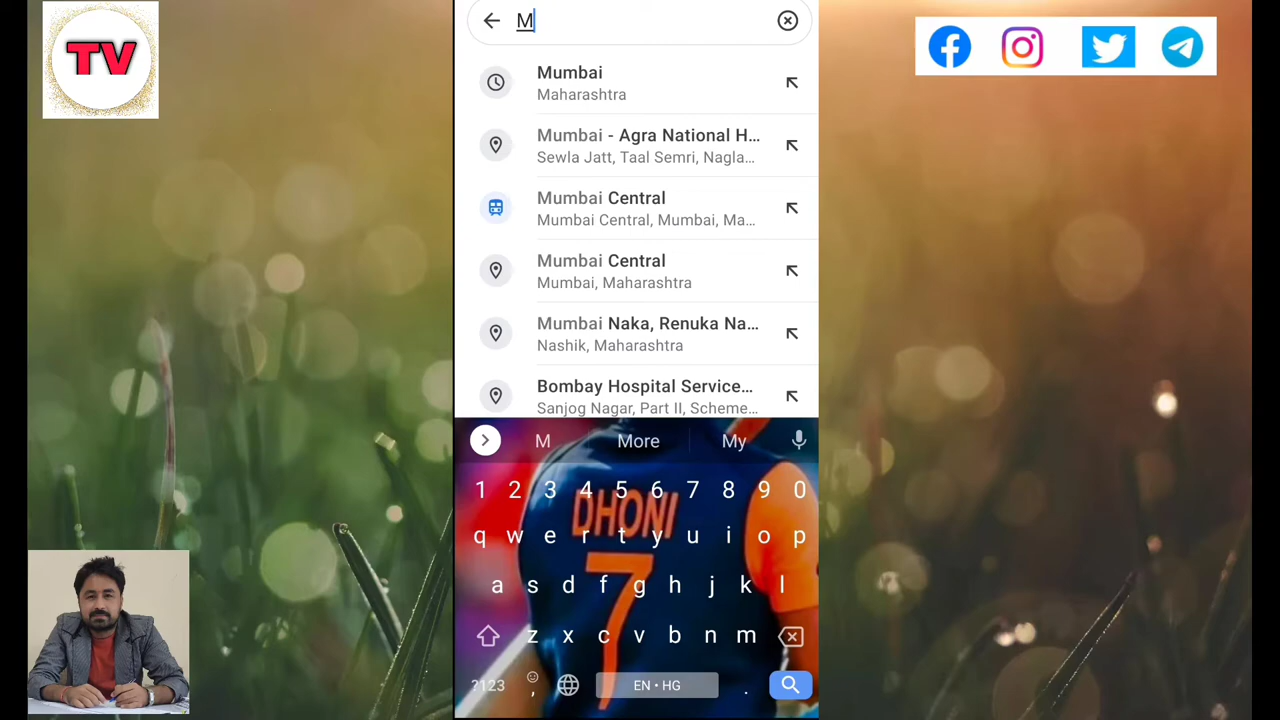 TV
M
Mumbai
Maharashtra
Mumbai - Agra National H...
Sewla Jatt, Taal Semri, Nagla...
Mumbai Central
Mumbai Central, Mumbai, Ma...
Mumbai Central
Mumbai, Maharashtra
Mumbai Naka, Renuka Na...
Nashik, Maharashtra
Bombay Hospital Service...
Sanjog Nagar, Part II, Scheme...
M More My
DHONI
7
1 2 3 4 5 6 7 8 9 0
q w e r t y u i o p
a s d f g h j k l
z x c v b n m
?123 , EN • HG .